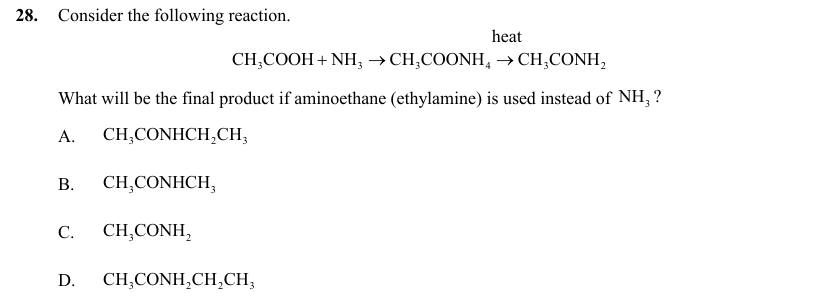 28. Consider the following reaction.
heat
CH₃COOH + NH₃ → CH₃COONH₄ → CH₃CONH₂
What will be the final product if aminoethane (ethylamine) is used instead of NH₃ ?
A. CH₃CONHCH₂CH₃
B. CH₃CONHCH₃
C. CH₃CONH₂
D. CH₃CONH₂CH₂CH₃